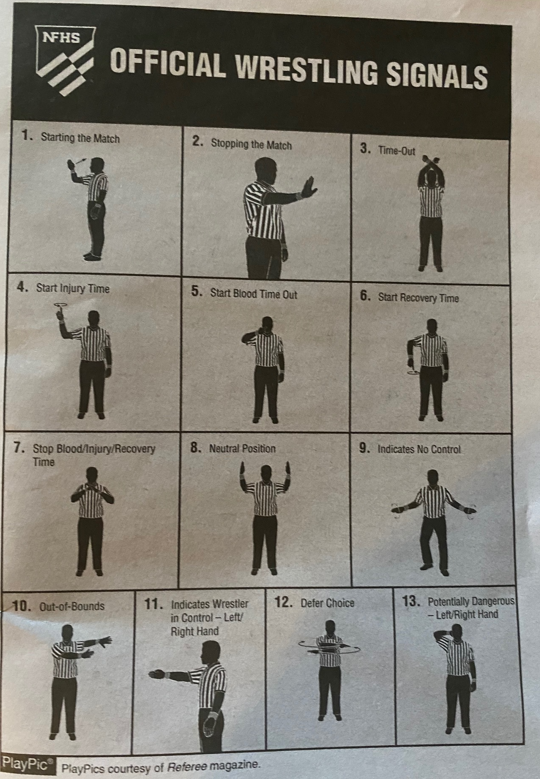 NFHS
OFFICIAL WRESTLING SIGNALS
1. Starting the Match
2. Stopping the Match
3. Time-Out
4. Start Injury Time
5. Start Blood Time Out
6. Start Recovery Time
7. Stop Blood/Injury/Recovery
Time
8. Neutral Position
9. Indicates No Control
10. Out-of-Bounds
11. Indicates Wrestler
in Control – Left/
Right Hand
12. Defer Choice
13. Potentially Dangerous
– Left/Right Hand
PlayPic® PlayPics courtesy of Referee magazine.